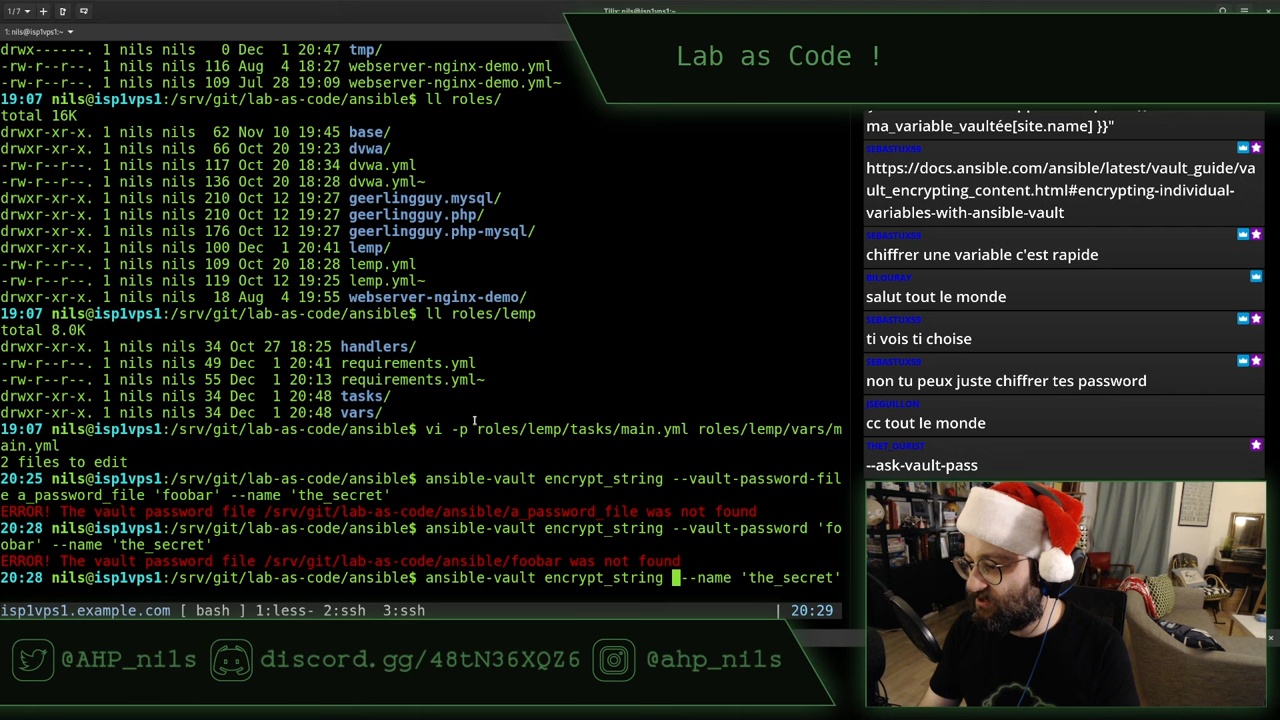 1/7
Tilix: nils@isp1vps1:~
1: nils@isp1vps1:~
Lab as Code !
drwx------. 1 nils nils   0 Dec  1 20:47 tmp/
-rw-r--r--. 1 nils nils 116 Aug  4 18:27 webserver-nginx-demo.yml
-rw-r--r--. 1 nils nils 109 Jul 28 19:09 webserver-nginx-demo.yml~
19:07 nils@isp1vps1:/srv/git/lab-as-code/ansible$ ll roles/
total 16K
drwxr-xr-x. 1 nils nils  62 Nov 10 19:45 base/
drwxr-xr-x. 1 nils nils  66 Oct 20 19:23 dvwa/
-rw-r--r--. 1 nils nils 117 Oct 20 18:34 dvwa.yml
-rw-r--r--. 1 nils nils 136 Oct 20 18:28 dvwa.yml~
drwxr-xr-x. 1 nils nils 210 Oct 12 19:27 geerlingguy.mysql/
drwxr-xr-x. 1 nils nils 210 Oct 12 19:27 geerlingguy.php/
drwxr-xr-x. 1 nils nils 176 Oct 12 19:27 geerlingguy.php-mysql/
drwxr-xr-x. 1 nils nils 100 Dec  1 20:41 lemp/
-rw-r--r--. 1 nils nils 109 Oct 20 18:28 lemp.yml
-rw-r--r--. 1 nils nils 119 Oct 12 19:25 lemp.yml~
drwxr-xr-x. 1 nils nils  18 Aug  4 19:55 webserver-nginx-demo/
19:07 nils@isp1vps1:/srv/git/lab-as-code/ansible$ ll roles/lemp
total 8.0K
drwxr-xr-x. 1 nils nils 34 Oct 27 18:25 handlers/
-rw-r--r--. 1 nils nils 49 Dec  1 20:41 requirements.yml
-rw-r--r--. 1 nils nils 55 Dec  1 20:13 requirements.yml~
drwxr-xr-x. 1 nils nils 34 Dec  1 20:48 tasks/
drwxr-xr-x. 1 nils nils 34 Dec  1 20:48 vars/
19:07 nils@isp1vps1:/srv/git/lab-as-code/ansible$ vi -p roles/lemp/tasks/main.yml roles/lemp/vars/m
ain.yml
2 files to edit
20:25 nils@isp1vps1:/srv/git/lab-as-code/ansible$ ansible-vault encrypt_string --vault-password-fil
e a_password_file 'foobar' --name 'the_secret'
ERROR! The vault password file /srv/git/lab-as-code/ansible/a_password_file was not found
20:28 nils@isp1vps1:/srv/git/lab-as-code/ansible$ ansible-vault encrypt_string --vault-password 'fo
obar' --name 'the_secret'
ERROR! The vault password file /srv/git/lab-as-code/ansible/foobar was not found
20:28 nils@isp1vps1:/srv/git/lab-as-code/ansible$ ansible-vault encrypt_string --name 'the_secret'
isp1vps1.example.com [ bash ] 1:less- 2:ssh  3:ssh | 20:29
ma_variable_vaultée[site.name] }}"
SEBASTUX59
https://docs.ansible.com/ansible/latest/vault_guide/va
ult_encrypting_content.html#encrypting-individual-
variables-with-ansible-vault
SEBASTUX59
chiffrer une variable c'est rapide
salut tout le monde
SEBASTUX59
ti vois ti choise
SEBASTUX59
non tu peux juste chiffrer tes password
JSEGUILLON
cc tout le monde
--ask-vault-pass
@AHP_nils discord.gg/48tN36XQZ6 @ahp_nils